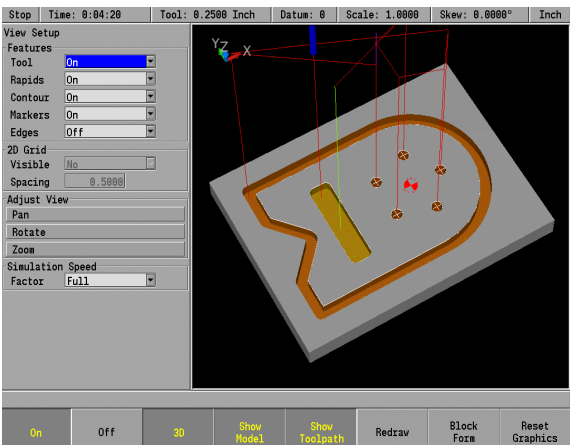 Stop Time: 0:04:20 Tool: 0.2500 Inch Datum: 0 Scale: 1.0000 Skew: 0.0000° Inch
View Setup
Features
Tool On
Rapids On
Contour On
Markers On
Edges Off
2D Grid
Visible No
Spacing 0.5000
Adjust View
Pan
Rotate
Zoom
Simulation Speed
Factor Full
Y Z X
On Off 3D Show Model Show Toolpath Redraw Block Form Reset Graphics